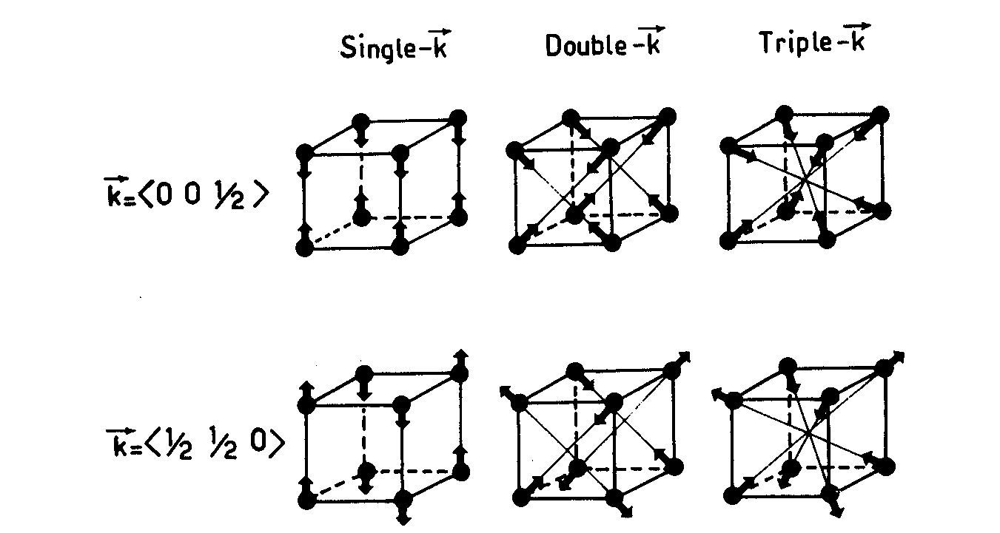 Single-k⃗
Double-k⃗
Triple-k⃗
k⃗=⟨0 0 1/2⟩
k⃗=⟨1/2 1/2 0⟩